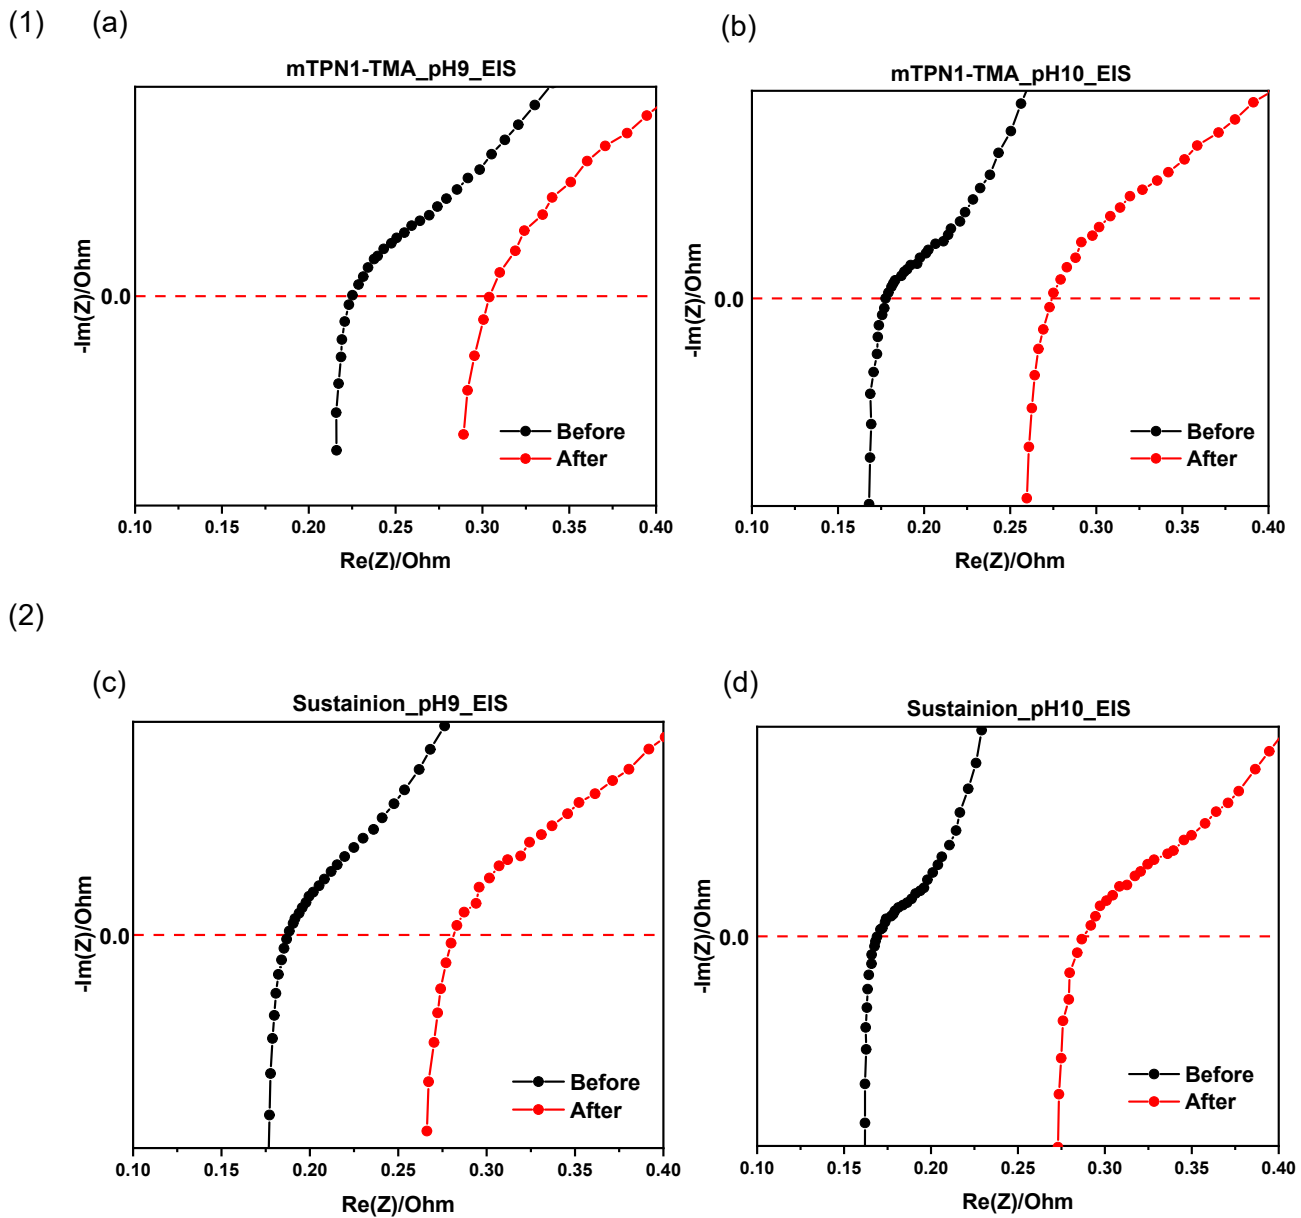 (1) (a) (b)
mTPN1-TMA_pH9_EIS
-Im(Z)/Ohm
0.0
Before
After
0.10 0.15 0.20 0.25 0.30 0.35 0.40
Re(Z)/Ohm
mTPN1-TMA_pH10_EIS
-Im(Z)/Ohm
0.0
Before
After
0.10 0.15 0.20 0.25 0.30 0.35 0.40
Re(Z)/Ohm
(2)
(c) (d)
Sustainion_pH9_EIS
-Im(Z)/Ohm
0.0
Before
After
0.10 0.15 0.20 0.25 0.30 0.35 0.40
Re(Z)/Ohm
Sustainion_pH10_EIS
-Im(Z)/Ohm
0.0
Before
After
0.10 0.15 0.20 0.25 0.30 0.35 0.40
Re(Z)/Ohm